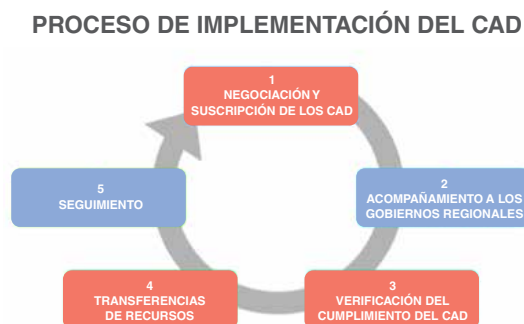 PROCESO DE IMPLEMENTACIÓN DEL CAD
1
NEGOCIACIÓN Y
SUSCRIPCIÓN DE LOS CAD
2
ACOMPAÑAMIENTO A LOS
GOBIERNOS REGIONALES
3
VERIFICACIÓN DEL
CUMPLIMIENTO DEL CAD
4
TRANSFERENCIAS
DE RECURSOS
5
SEGUIMIENTO